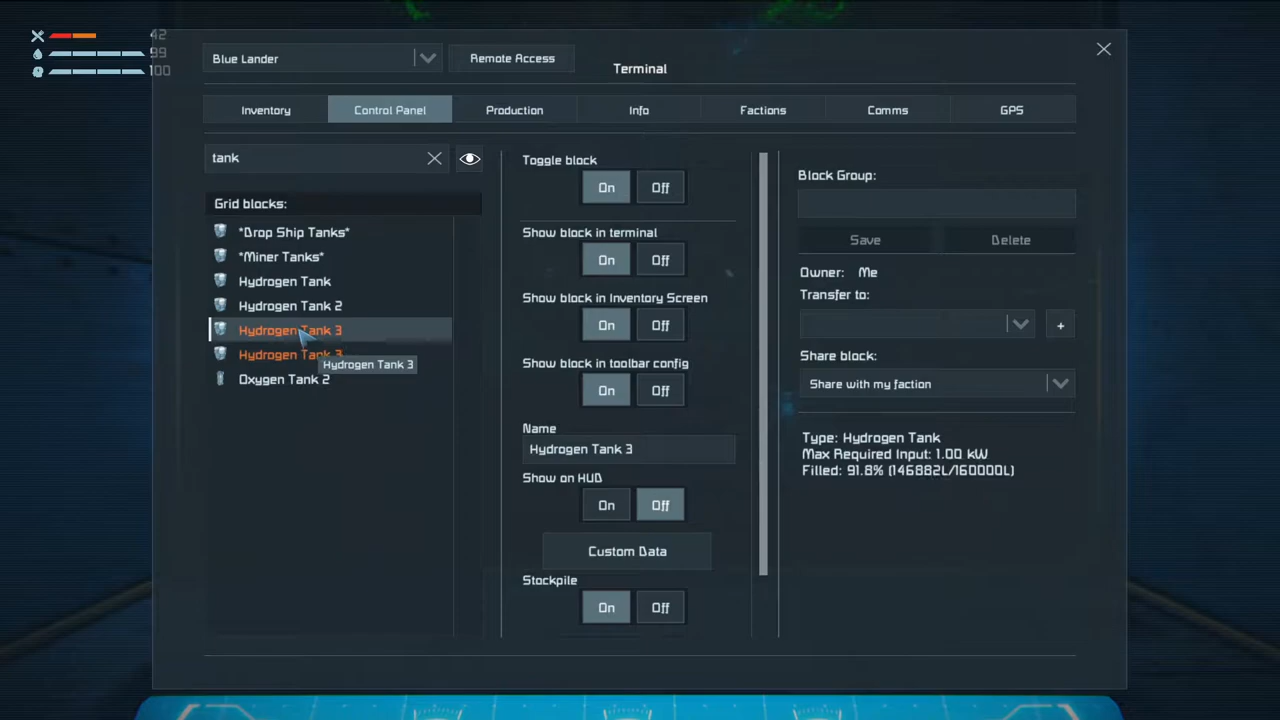 42
99
100
Blue Lander
Remote Access
Terminal
Inventory
Control Panel
Production
Info
Factions
Comms
GPS
tank
Grid blocks:
*Drop Ship Tanks*
*Miner Tanks*
Hydrogen Tank
Hydrogen Tank 2
Hydrogen Tank 3
Hydrogen Tank 3
Hydrogen Tank 3
Oxygen Tank 2
Toggle block
On Off
Show block in terminal
On Off
Show block in Inventory Screen
On Off
Show block in toolbar config
On Off
Name
Hydrogen Tank 3
Show on HUD
On Off
Custom Data
Stockpile
On Off
Block Group:
Save
Delete
Owner: Me
Transfer to:
+
Share block:
Share with my faction
Type: Hydrogen Tank
Max Required Input: 1.00 kW
Filled: 91.8% (146882L/160000L)